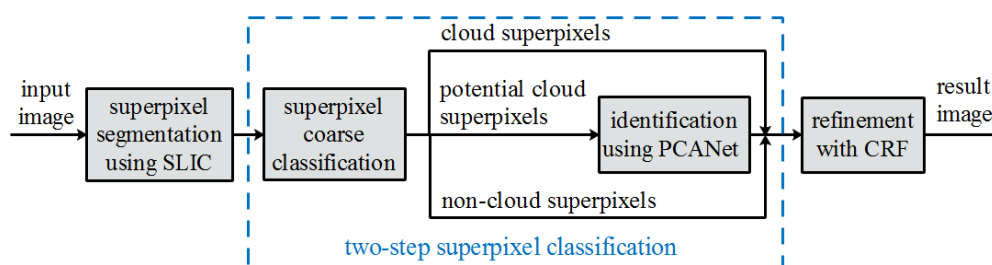 input
image
superpixel
segmentation
using SLIC
superpixel
coarse
classification
cloud superpixels
potential cloud
superpixels
non-cloud superpixels
identification
using PCANet
refinement
with CRF
result
image
two-step superpixel classification